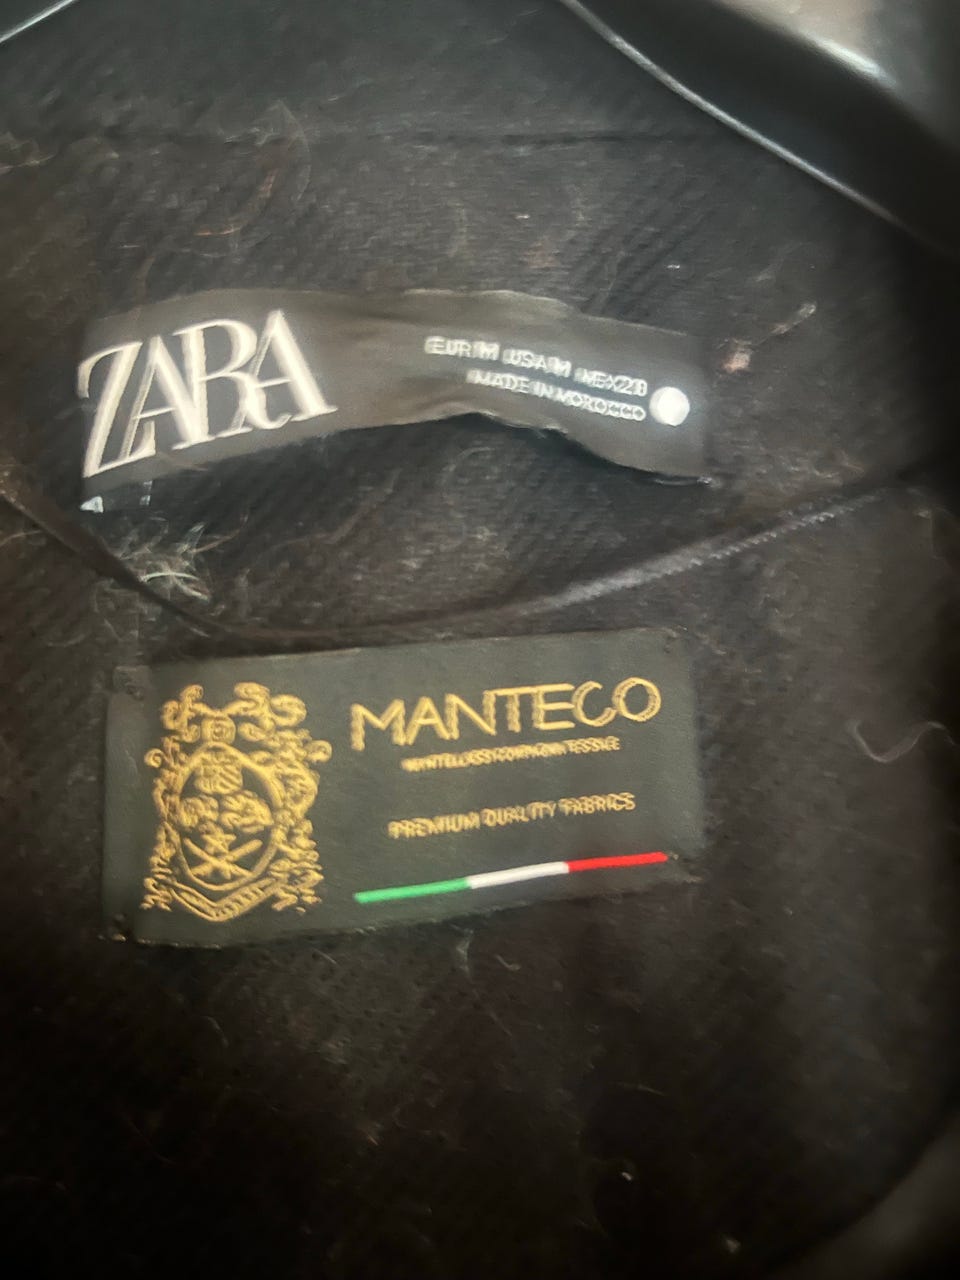 ZARA
EUR M USA M MEX 28
MADE IN MOROCCO
MANTECO
PREMIUM QUALITY FABRICS